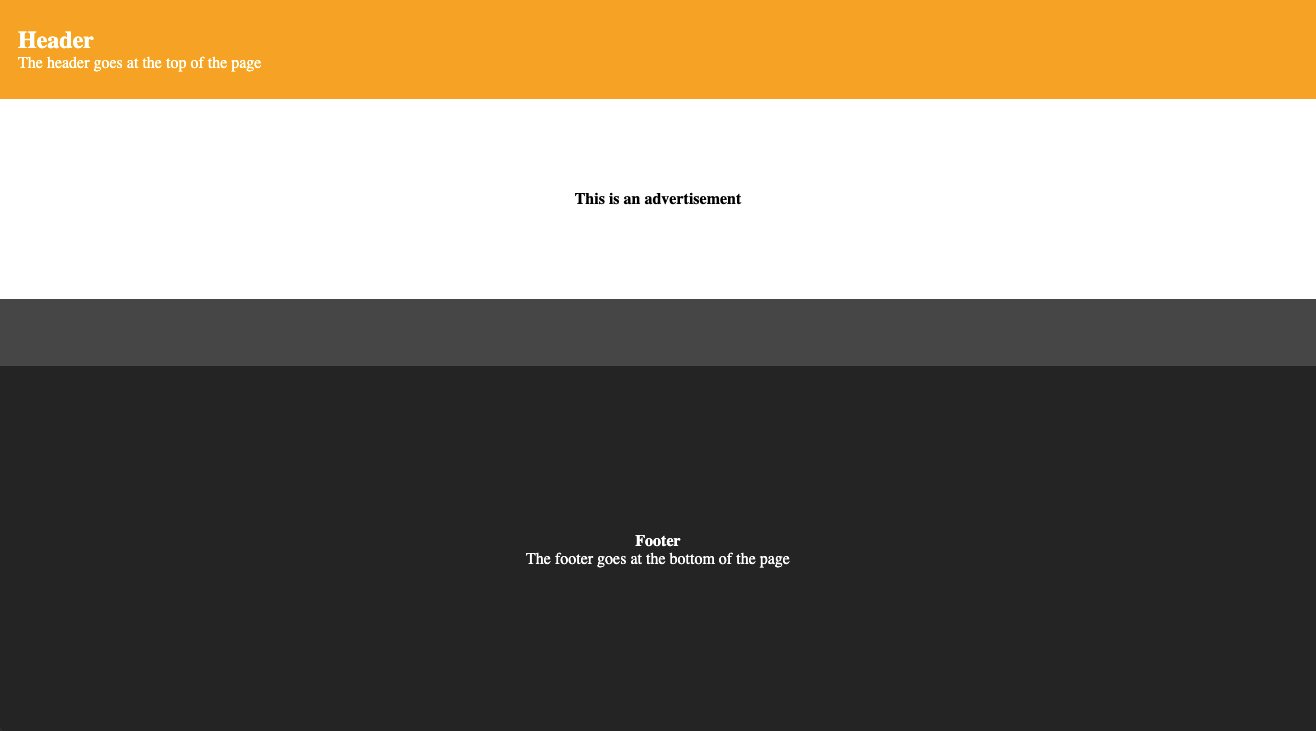 Header
The header goes at the top of the page
This is an advertisement
Footer
The footer goes at the bottom of the page